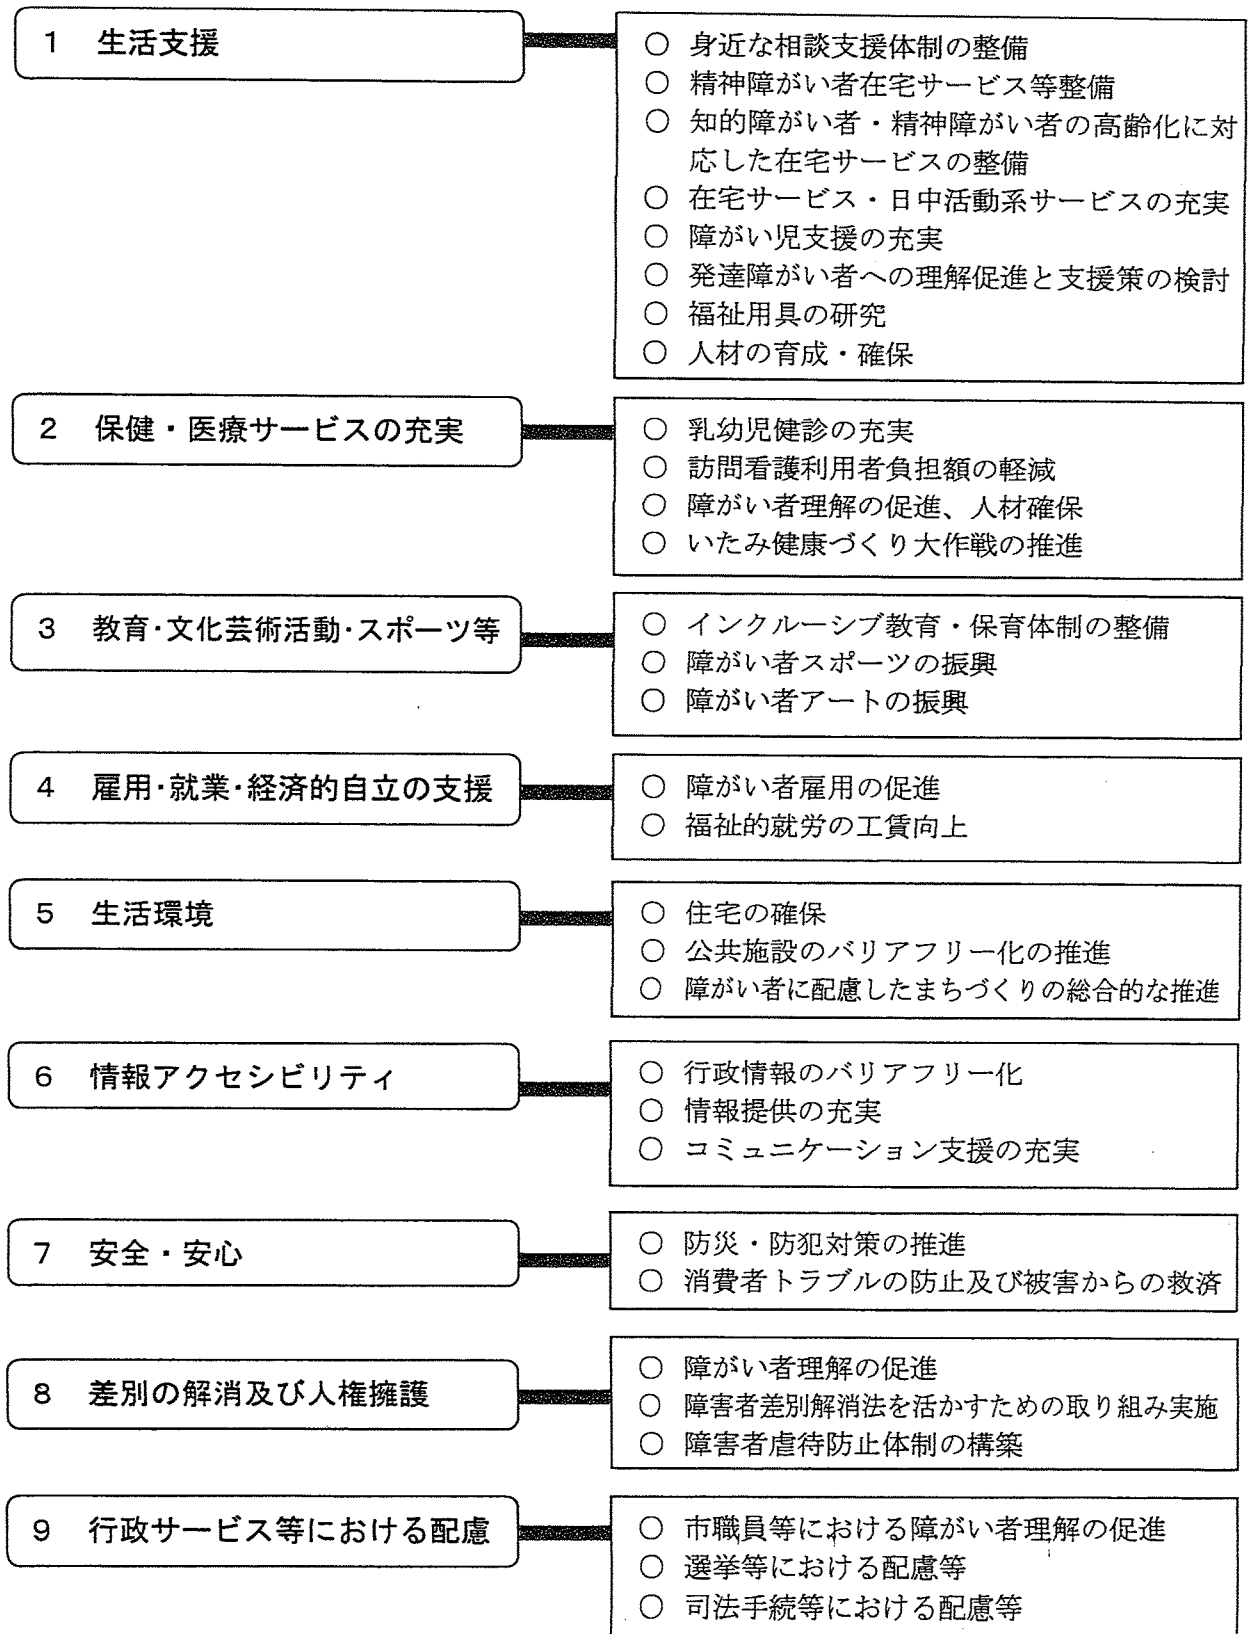 1 生活支援
○ 身近な相談支援体制の整備
○ 精神障がい者在宅サービス等整備
○ 知的障がい者・精神障がい者の高齢化に対
応した在宅サービスの整備
○ 在宅サービス・日中活動系サービスの充実
○ 障がい児支援の充実
○ 発達障がい者への理解促進と支援策の検討
○ 福祉用具の研究
○ 人材の育成・確保
2 保健・医療サービスの充実
○ 乳幼児健診の充実
○ 訪問看護利用者負担額の軽減
○ 障がい者理解の促進、人材確保
○ いたみ健康づくり大作戦の推進
3 教育・文化芸術活動・スポーツ等
○ インクルーシブ教育・保育体制の整備
○ 障がい者スポーツの振興
○ 障がい者アートの振興
4 雇用・就業・経済的自立の支援
○ 障がい者雇用の促進
○ 福祉的就労の工賃向上
5 生活環境
○ 住宅の確保
○ 公共施設のバリアフリー化の推進
○ 障がい者に配慮したまちづくりの総合的な推進
6 情報アクセシビリティ
○ 行政情報のバリアフリー化
○ 情報提供の充実
○ コミュニケーション支援の充実
7 安全・安心
○ 防災・防犯対策の推進
○ 消費者トラブルの防止及び被害からの救済
8 差別の解消及び人権擁護
○ 障がい者理解の促進
○ 障害者差別解消法を活かすための取り組み実施
○ 障害者虐待防止体制の構築
9 行政サービス等における配慮
○ 市職員等における障がい者理解の促進
○ 選挙等における配慮等
○ 司法手続等における配慮等